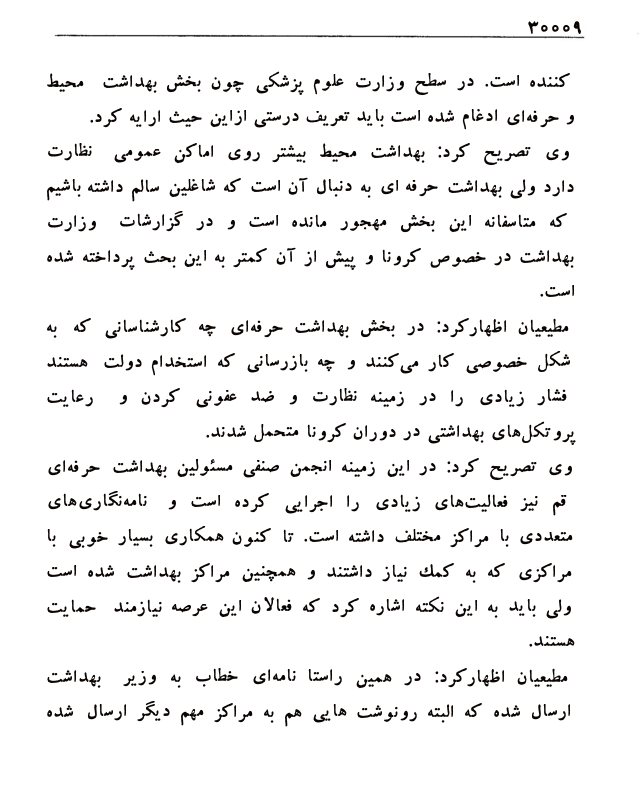 ۳۰۰۰۹
کننده است. در سطح وزارت علوم پزشکی چون بخش بهداشت محیط
و حرفه‌ای ادغام شده است باید تعریف درستی ازاین حیث ارایه کرد.
وی تصریح کرد: بهداشت محیط بیشتر روی اماکن عمومی نظارت
دارد ولی بهداشت حرفه ای به دنبال آن است که شاغلین سالم داشته باشیم
که متاسفانه این بخش مهجور مانده است و در گزارشات وزارت
بهداشت در خصوص کرونا و پیش از آن کمتر به این بحث پرداخته شده
است.
مطیعیان اظهارکرد: در بخش بهداشت حرفه‌ای چه کارشناسانی که به
شکل خصوصی کار می‌کنند و چه بازرسانی که استخدام دولت هستند
فشار زیادی را در زمینه نظارت و ضد عفونی کردن و رعایت
پروتکل‌های بهداشتی در دوران کرونا متحمل شدند.
وی تصریح کرد: در این زمینه انجمن صنفی مسئولین بهداشت حرفه‌ای
قم نیز فعالیت‌های زیادی را اجرایی کرده است و نامه‌نگاری‌های
متعددی با مراکز مختلف داشته است. تا کنون همکاری بسیار خوبی با
مراکزی که به کمك نیاز داشتند و همچنین مراکز بهداشت شده است
ولی باید به این نکته اشاره کرد که فعالان این عرصه نیازمند حمایت
هستند.
مطیعیان اظهارکرد: در همین راستا نامه‌ای خطاب به وزیر بهداشت
ارسال شده که البته رونوشت هایی هم به مراکز مهم دیگر ارسال شده